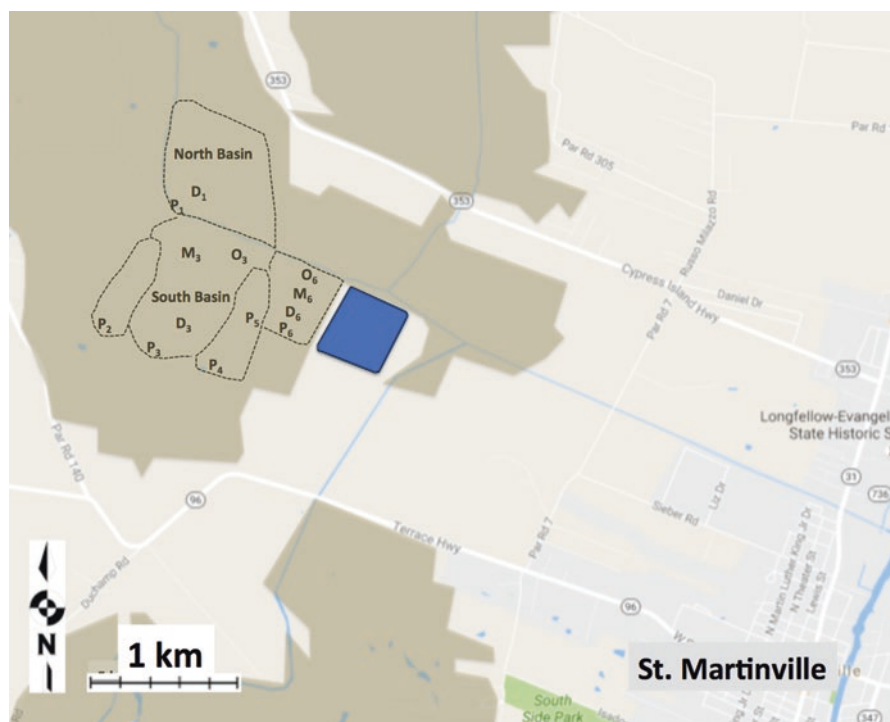 353
North Basin
D1
P1
M3
O3
O6
M6
South Basin
D6
P2
D3
P5
P6
P3
P4
353
Par Rd 305
Par Rd
Russo Milazzo Rd
Cypress Island Hwy
Daniel Dr
Par Rd 7
353
Longfellow-Evangel
State Historic S
Par Rd 140
96
31
736
Liz Dr
Sieber Rd
Terrace Hwy
Par Rd 7
N Martin Luther King Jr Dr
N Theater St
Lewis St
Duchamp Rd
96
N
1 km
St. Martinville
South
Side Park
347